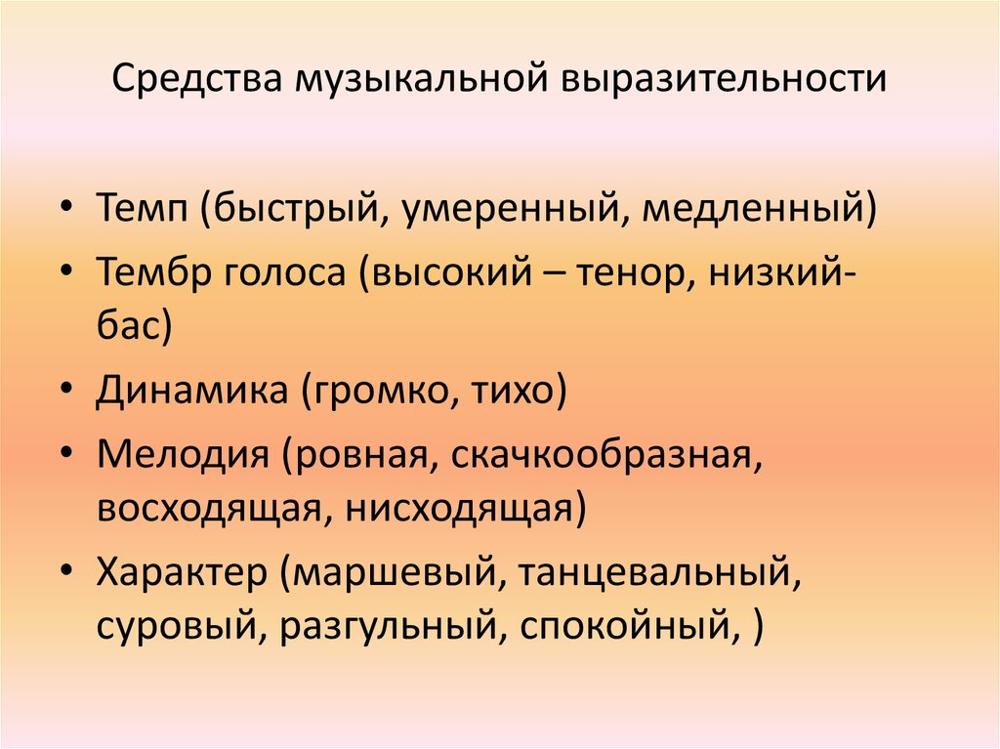 Средства музыкальной выразительности
• Темп (быстрый, умеренный, медленный)
• Тембр голоса (высокий – тенор, низкий-
бас)
• Динамика (громко, тихо)
• Мелодия (ровная, скачкообразная,
восходящая, нисходящая)
• Характер (маршевый, танцевальный,
суровый, разгульный, спокойный, )